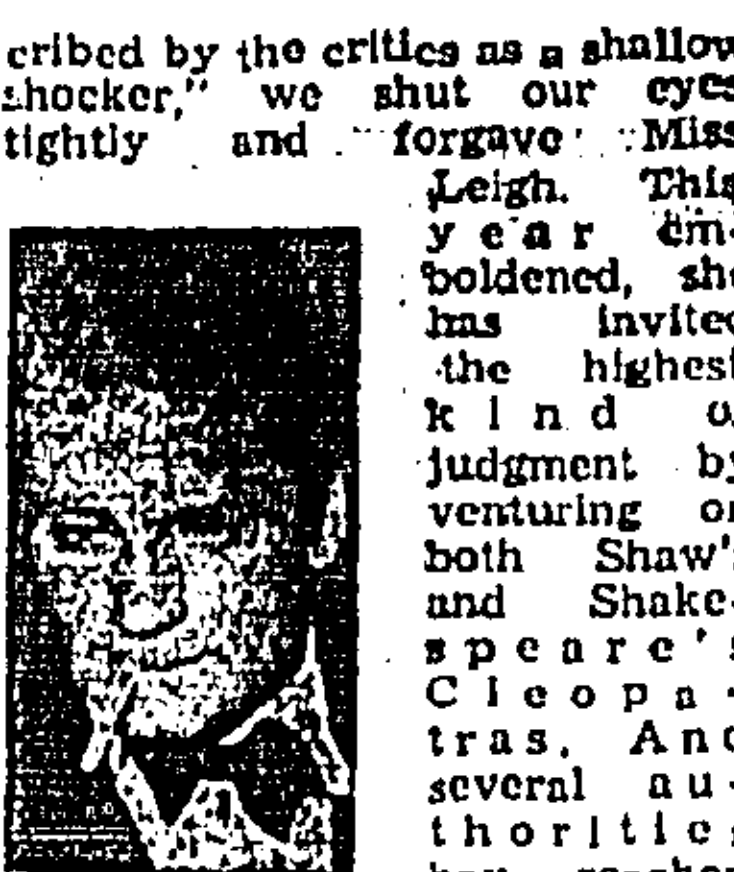 cribed by the critics as a shallow
shocker," we shut our eyes
tightly and forgave Miss
Leigh. This
year em-
boldened, she
has invited
the highest
kind o
judgment by
venturing on
both Shaw's
and Shake-
speare's
Cleopa-
tras. And
several au-
thorities